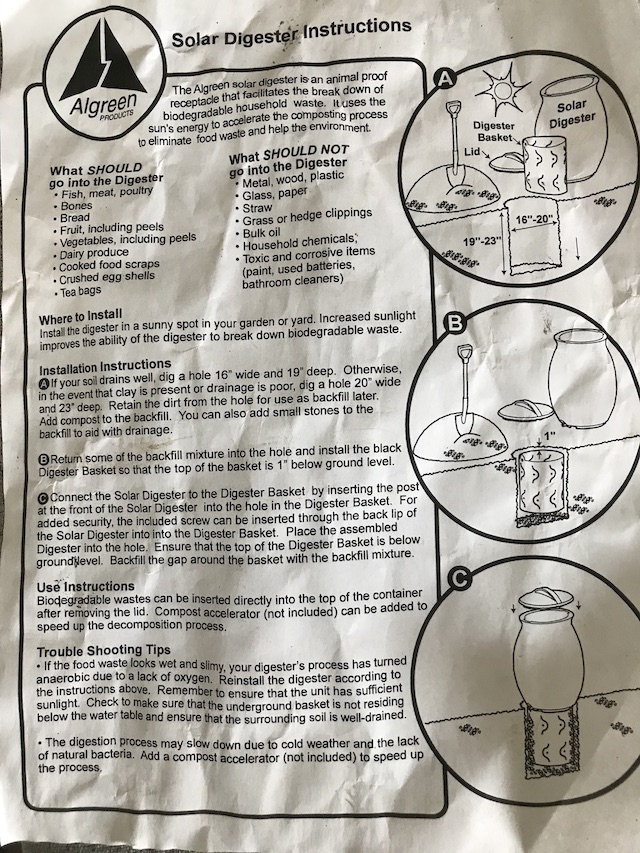 Solar Digester Instructions
Algreen
PRODUCTS
The Algreen solar digester is an animal proof
receptacle that facilitates the break down of
biodegradable household waste. It uses the
sun's energy to accelerate the composting process
to eliminate food waste and help the environment.
What SHOULD
go into the Digester
• Fish, meat, poultry
• Bones
• Bread
• Fruit, including peels
• Vegetables, including peels
• Dairy produce
• Cooked food scraps
• Crushed egg shells
• Tea bags
What SHOULD NOT
go into the Digester
• Metal, wood, plastic
• Glass, paper
• Straw
• Grass or hedge clippings
• Bulk oil
• Household chemicals,
• Toxic and corrosive items
(paint, used batteries,
bathroom cleaners)
Where to Install
Install the digester in a sunny spot in your garden or yard. Increased sunlight
improves the ability of the digester to break down biodegradable waste.
Installation Instructions
A If your soil drains well, dig a hole 16" wide and 19" deep. Otherwise,
in the event that clay is present or drainage is poor, dig a hole 20" wide
and 23" deep. Retain the dirt from the hole for use as backfill later.
Add compost to the backfill. You can also add small stones to the
backfill to aid with drainage.
B Return some of the backfill mixture into the hole and install the black
Digester Basket so that the top of the basket is 1" below ground level.
C Connect the Solar Digester to the Digester Basket by inserting the post
at the front of the Solar Digester into the hole in the Digester Basket. For
added security, the included screw can be inserted through the back lip of
the Solar Digester into into the Digester Basket. Place the assembled
Digester into the hole. Ensure that the top of the Digester Basket is below
ground level. Backfill the gap around the basket with the backfill mixture.
Use Instructions
Biodegradable wastes can be inserted directly into the top of the container
after removing the lid. Compost accelerator (not included) can be added to
speed up the decomposition process.
Trouble Shooting Tips
• If the food waste looks wet and slimy, your digester's process has turned
anaerobic due to a lack of oxygen. Reinstall the digester according to
the instructions above. Remember to ensure that the unit has sufficient
sunlight. Check to make sure that the underground basket is not residing
below the water table and ensure that the surrounding soil is well-drained.
• The digestion process may slow down due to cold weather and the lack
of natural bacteria. Add a compost accelerator (not included) to speed up
the process.
A
Solar
Digester
Digester
Basket
Lid
16"-20"
19"-23"
B
1"
C